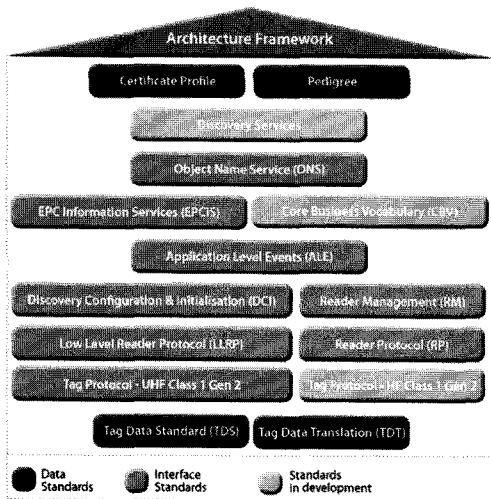 Architecture Framework
Certificate Profile
Pedigree
Discovery Services
Object Name Service (ONS)
EPC Information Services (EPCIS)
Core Business Vocabulary (CBV)
Application Level Events (ALE)
Discovery Configuration & Initialisation (DCI)
Reader Management (RM)
Low Level Reader Protocol (LLRP)
Reader Protocol (RP)
Tag Protocol - UHF Class 1 Gen 2
Tag Protocol - HF Class 1 Gen 2
Tag Data Standard (TDS)
Tag Data Translation (TDT)
Data
Standards
Interface
Standards
Standards
in development